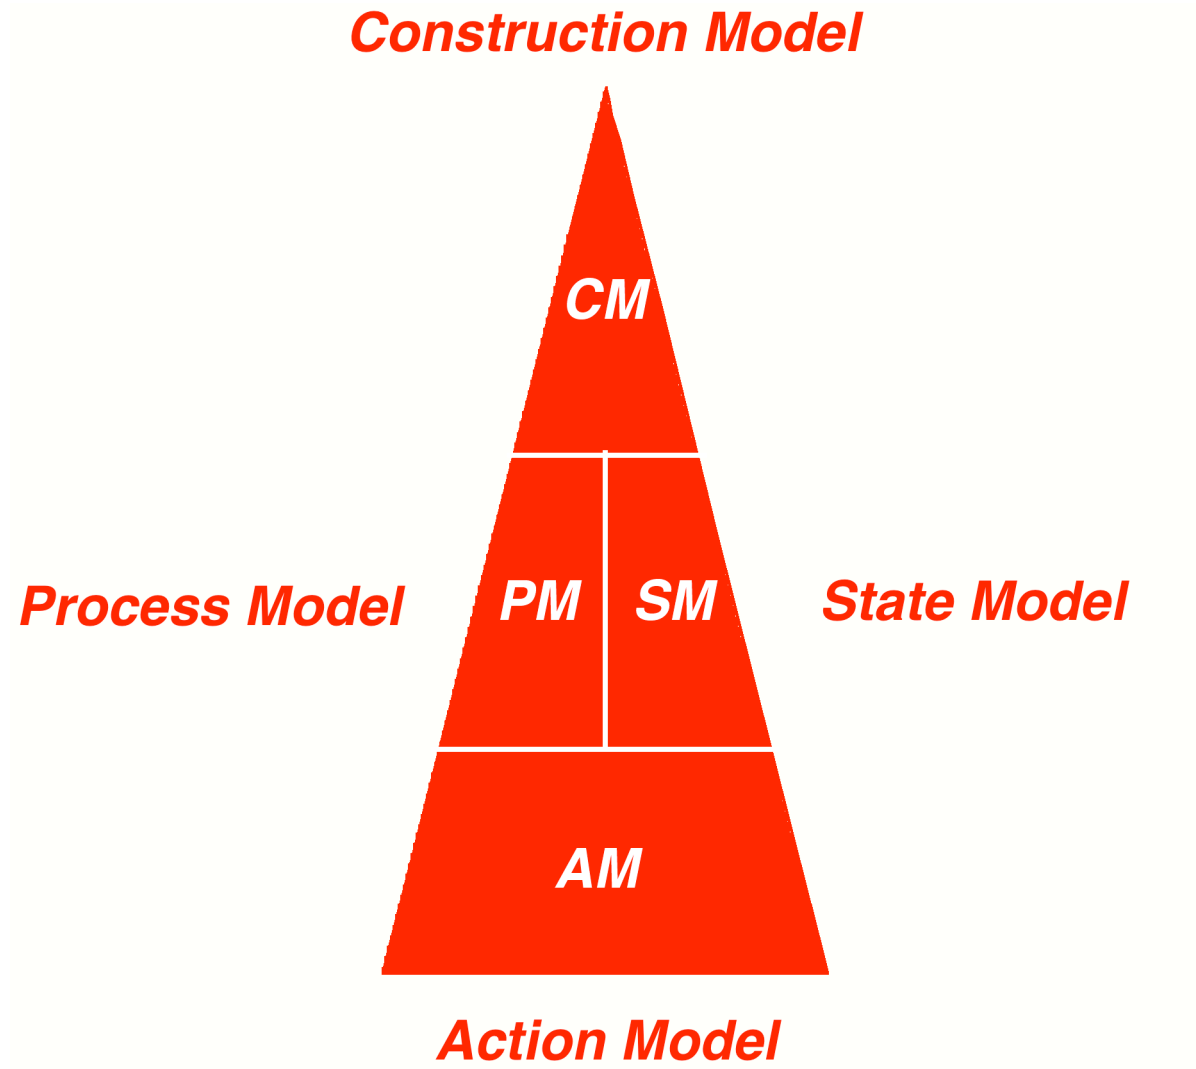 Construction Model
CM
Process Model
PM
SM
State Model
AM
Action Model